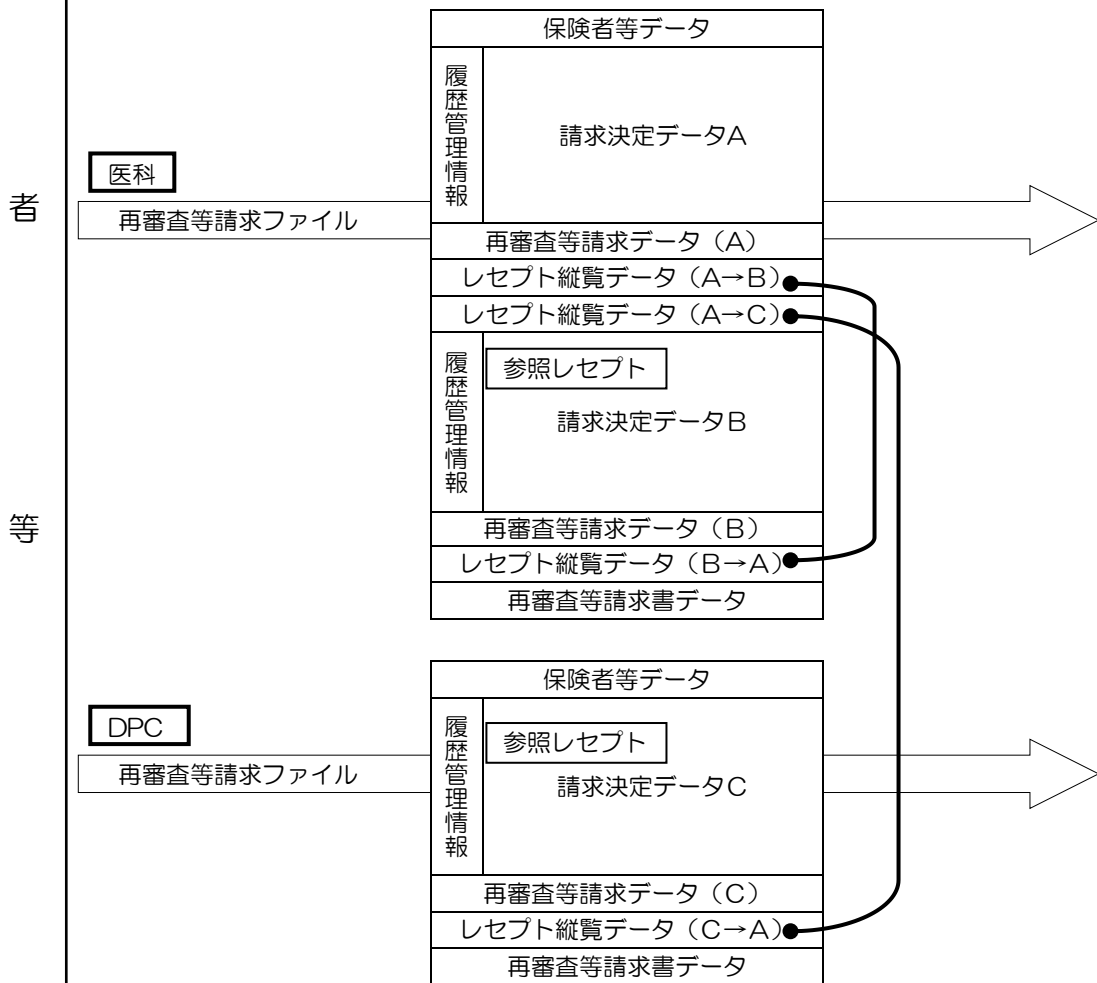 保険者等データ
履歴管理情報
請求決定データA
医科
者
再審査等請求ファイル
再審査等請求データ（A）
レセプト縦覧データ（A→B）
レセプト縦覧データ（A→C）
履歴管理情報
参照レセプト
請求決定データB
等
再審査等請求データ（B）
レセプト縦覧データ（B→A）
再審査等請求書データ
保険者等データ
DPC
履歴管理情報
参照レセプト
再審査等請求ファイル
請求決定データC
再審査等請求データ（C）
レセプト縦覧データ（C→A）
再審査等請求書データ